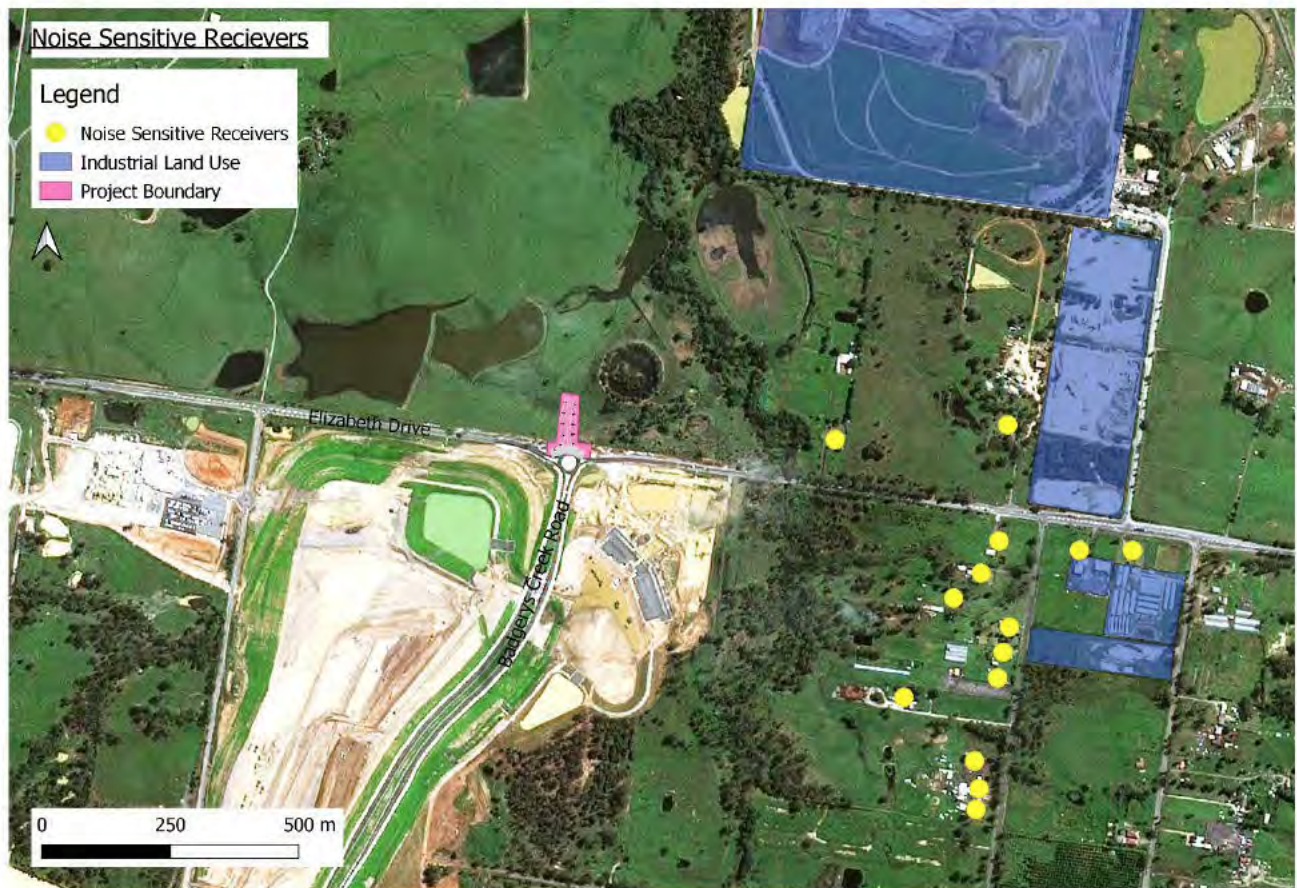 Noise Sensitive Recievers
Legend
Noise Sensitive Receivers
Industrial Land Use
Project Boundary
Elizabeth Drive
Badgeys Creek Road
0 250 500 m